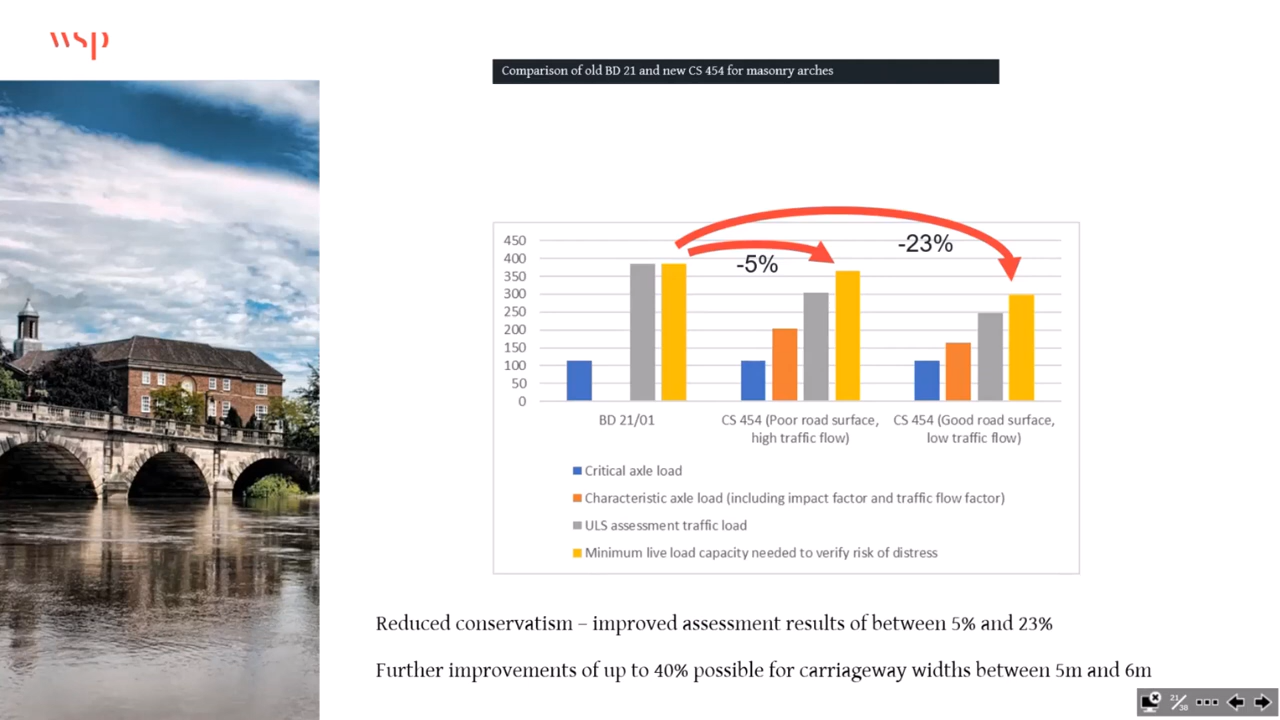 wsp
Comparison of old BD 21 and new CS 454 for masonry arches
-23%
-5%
450
400
350
300
250
200
150
100
50
0
BD 21/01
CS 454 (Poor road surface,
high traffic flow)
CS 454 (Good road surface,
low traffic flow)
Critical axle load
Characteristic axle load (including impact factor and traffic flow factor)
ULS assessment traffic load
Minimum live load capacity needed to verify risk of distress
Reduced conservatism – improved assessment results of between 5% and 23%
Further improvements of up to 40% possible for carriageway widths between 5m and 6m
21/38